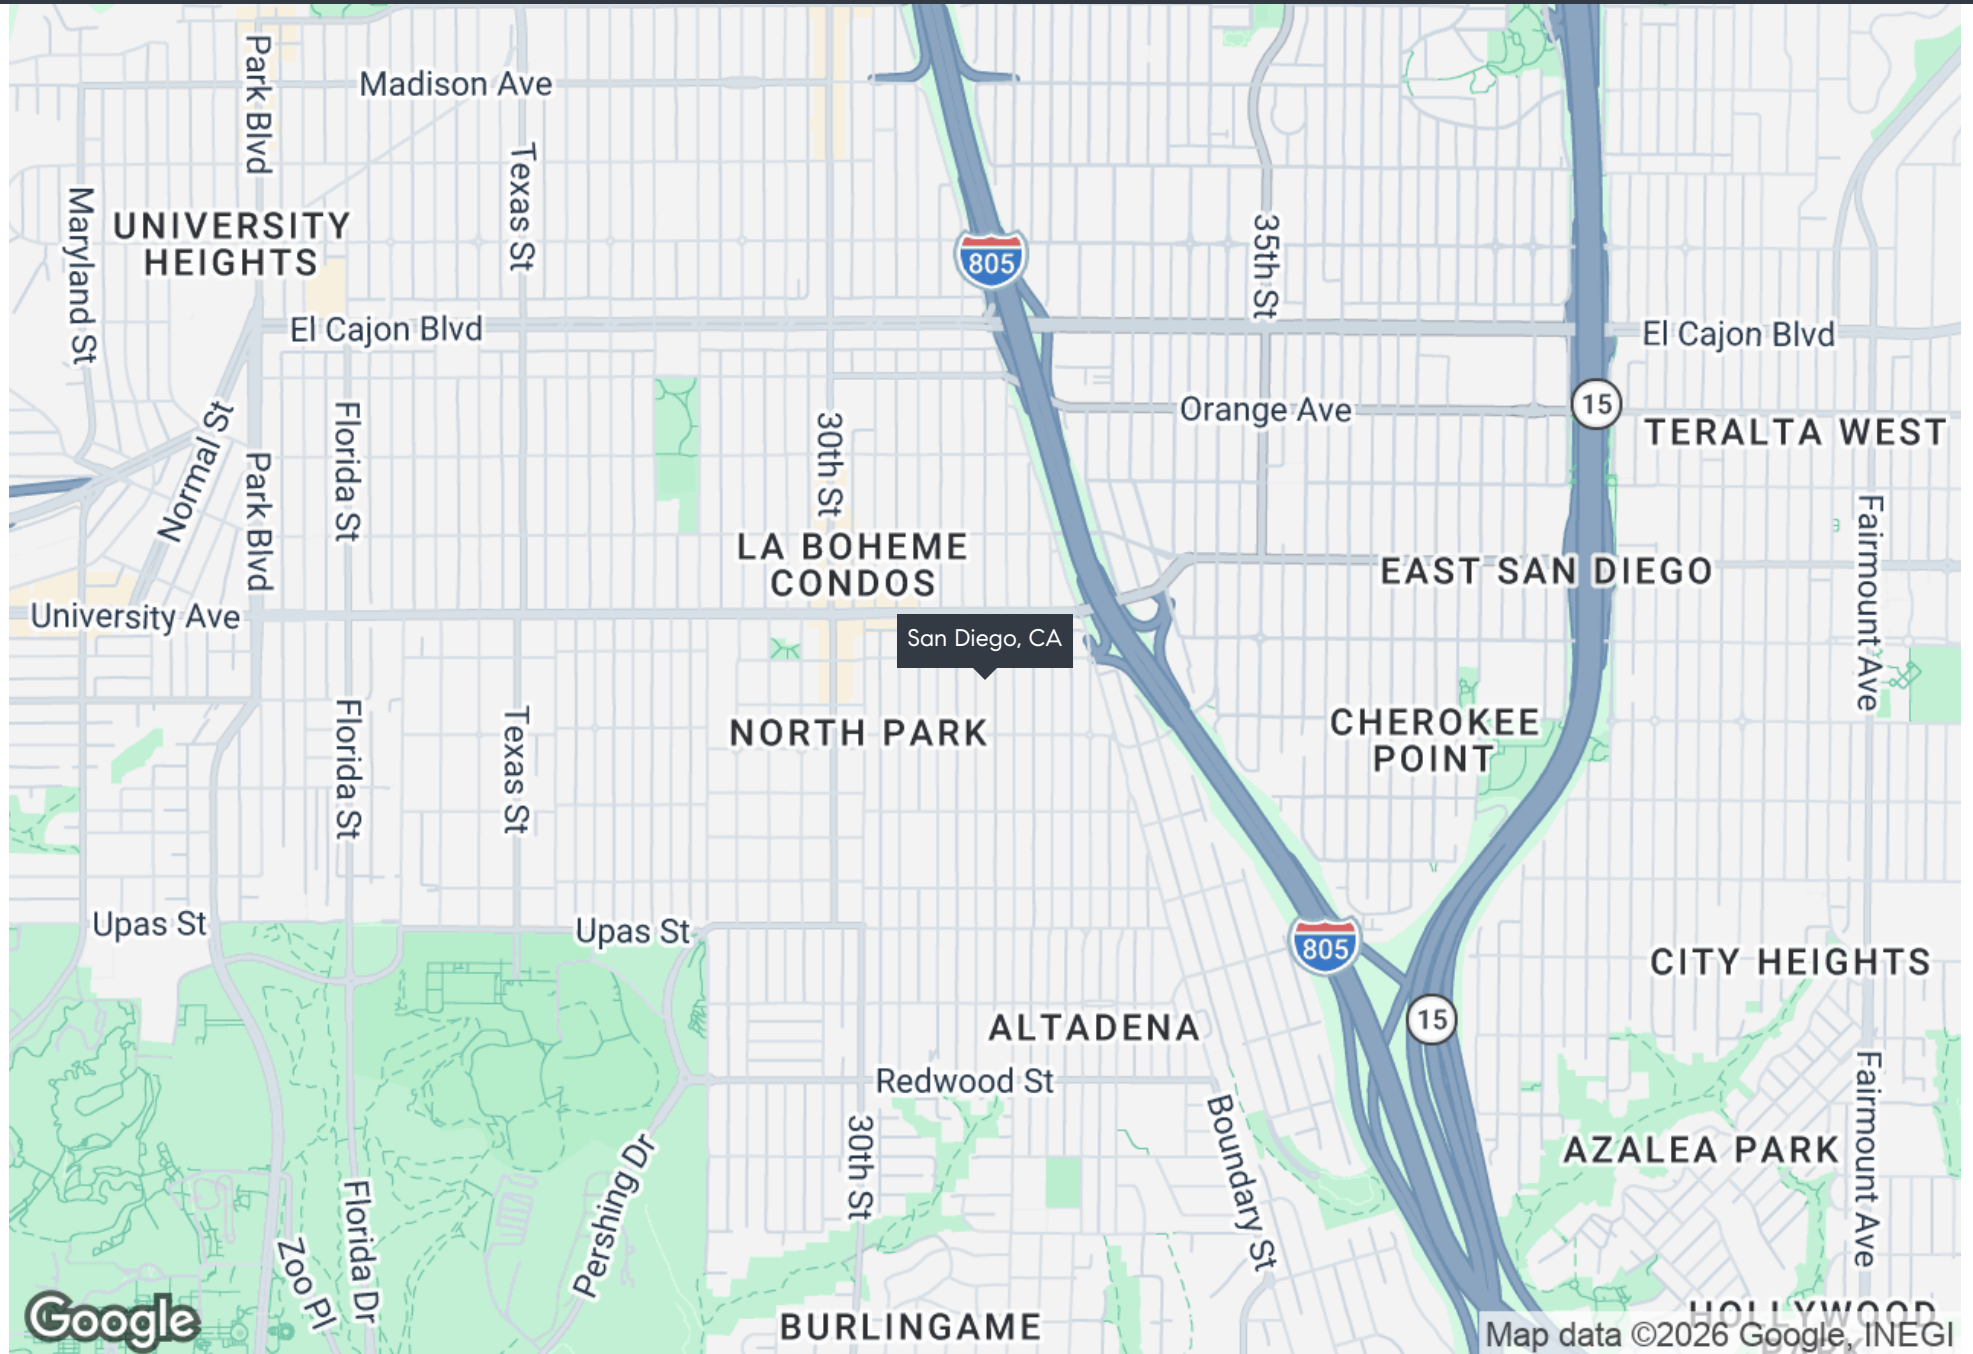 Park Blvd
Madison Ave
Texas St
Maryland St
UNIVERSITY
HEIGHTS
805
35th St
El Cajon Blvd
El Cajon Blvd
Normal St
Florida St
Park Blvd
30th St
Orange Ave
15
TERALTA WEST
LA BOHEME
CONDOS
EAST SAN DIEGO
Fairmount Ave
University Ave
San Diego, CA
Florida St
Texas St
NORTH PARK
CHEROKEE
POINT
Upas St
Upas St
805
CITY HEIGHTS
15
ALTADENA
Redwood St
Boundary St
30th St
Pershing Dr
AZALEA PARK
Fairmount Ave
Zoo Pl
Florida Dr
Google
BURLINGAME
HOLLYWOOD
PARK
Map data ©2026 Google, INEGI